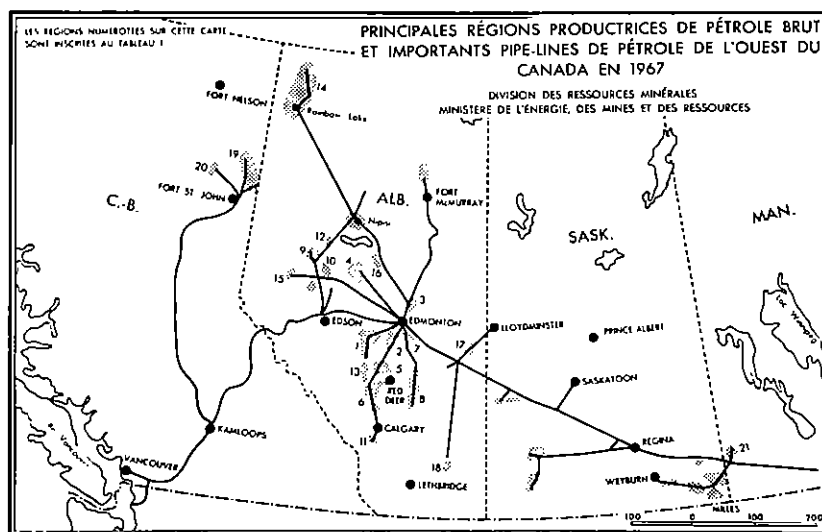 LES RÉGIONS NUMÉROTÉES SUR CETTE CARTE
SONT INSCRITES AU TABLEAU I
PRINCIPALES RÉGIONS PRODUCTRICES DE PÉTROLE BRUT
ET IMPORTANTS PIPE-LINES DE PÉTROLE DE L'OUEST DU
CANADA EN 1967
DIVISION DES RESSOURCES MINÉRALES
MINISTERE DE L'ÉNERGIE, DES MINES ET DES RESSOURCES
FORT NELSON
14
Rainbow Lake
19
20
FORT ST JOHN
C.-B.
ALB.
FORT
McMURRAY
SASK.
MAN.
Nipisi
12
9
10
4
16
15
3
EDSON
EDMONTON
LLOYDMINSTER
PRINCE ALBERT
Lac Winnipeg
1
2
7
17
13
5
RED
DEER
6
8
SASKATOON
KAMLOOPS
11
CALGARY
VANCOUVER
18
LETHBRIDGE
REGINA
21
WEYBURN
100
0
100
200
MILLES